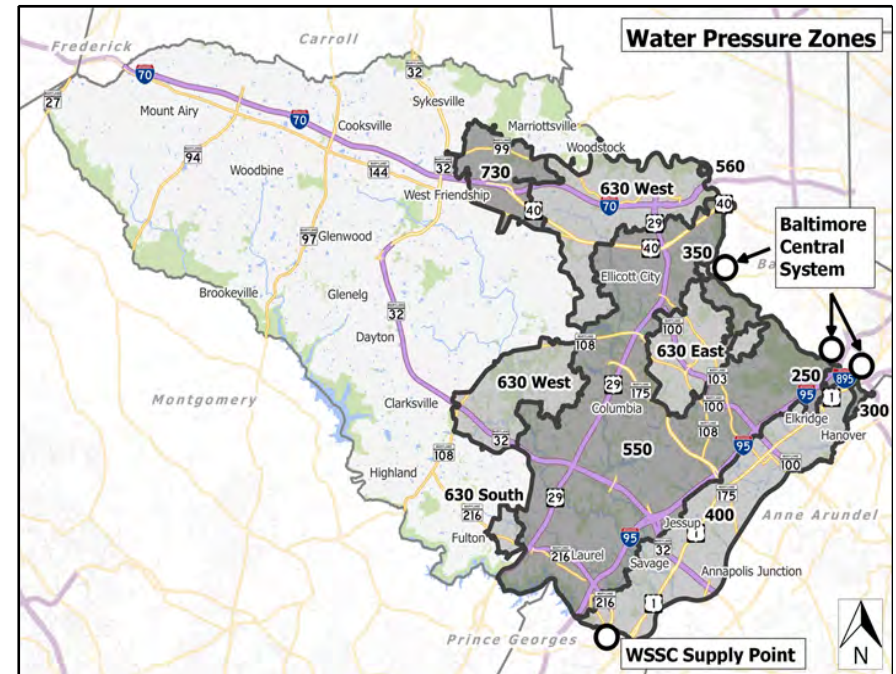 Water Pressure Zones
Frederick
Carroll
70
32
Sykesville
27
Mount Airy
70
Cooksville
Marriottsville
99
Woodstock
94
Woodbine
144
32
730
560
West Friendship
630 West
70
40
40
29
97
Glenwood
40
350
Baltimore
Central
System
Ellicott City
Brookeville
Glenelg
32
Dayton
108
100
630 East
630 West
29
175
103
250
895
95
1
300
Montgomery
Clarksville
Columbia
100
Elkridge
Hanover
32
108
550
108
95
100
Highland
630 South
29
175
400
Anne Arundel
216
Jessup
1
Fulton
95
32
216
Laurel
Savage
Annapolis Junction
216
1
Prince Georges
WSSC Supply Point
N